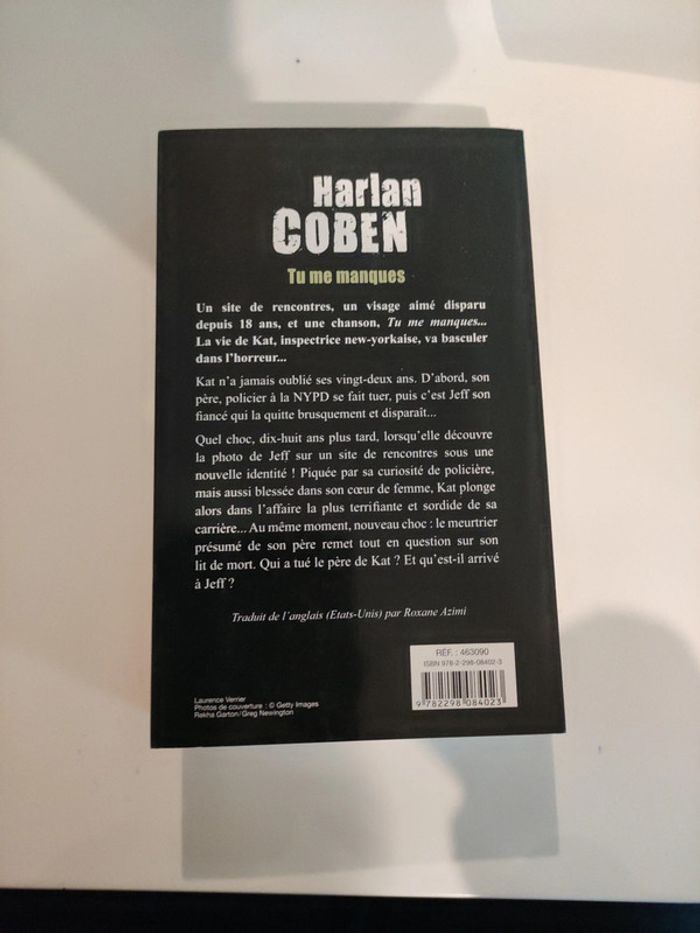 Harlan
COBEN
Tu me manques
Un site de rencontres, un visage aimé disparu
depuis 18 ans, et une chanson, Tu me manques...
La vie de Kat, inspectrice new-yorkaise, va basculer
dans l'horreur...
Kat n'a jamais oublié ses vingt-deux ans. D'abord, son
père, policier à la NYPD se fait tuer, puis c'est Jeff son
fiancé qui la quitte brusquement et disparaît...
Quel choc, dix-huit ans plus tard, lorsqu'elle découvre
la photo de Jeff sur un site de rencontres sous une
nouvelle identité ! Piquée par sa curiosité de policière,
mais aussi blessée dans son cœur de femme, Kat plonge
alors dans l'affaire la plus terrifiante et sordide de sa
carrière... Au même moment, nouveau choc : le meurtrier
présumé de son père remet tout en question sur son
lit de mort. Qui a tué le père de Kat ? Et qu'est-il arrivé
à Jeff ?
Traduit de l'anglais (Etats-Unis) par Roxane Azimi
RÉF. : 463090
ISBN 978-2-298-08402-3
9 782298 084023
Laurence Verrier
Photos de couverture : © Getty Images
Rekha Garton/Greg Newington